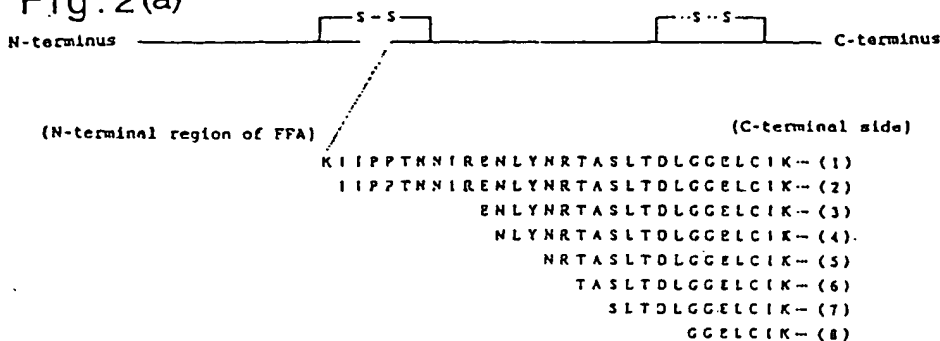 Fig. 2(a)
S-S
S··S
N-terminus
C-terminus
(N-terminal region of FFA)
(C-terminal side)
KIIPPTNNIRENLYNRTASLTDLGGELCIK-- (1)
IIPPTNNIRENLYNRTASLTDLGGELCIK-- (2)
ENLYNRTASLTDLGGELCIK-- (3)
NLYNRTASLTDLGGELCIK-- (4)
NRTASLTDLGGELCIK-- (5)
TASLTDLGGELCIK-- (6)
SLTDLGGELCIK-- (7)
GGELCIK-- (8)